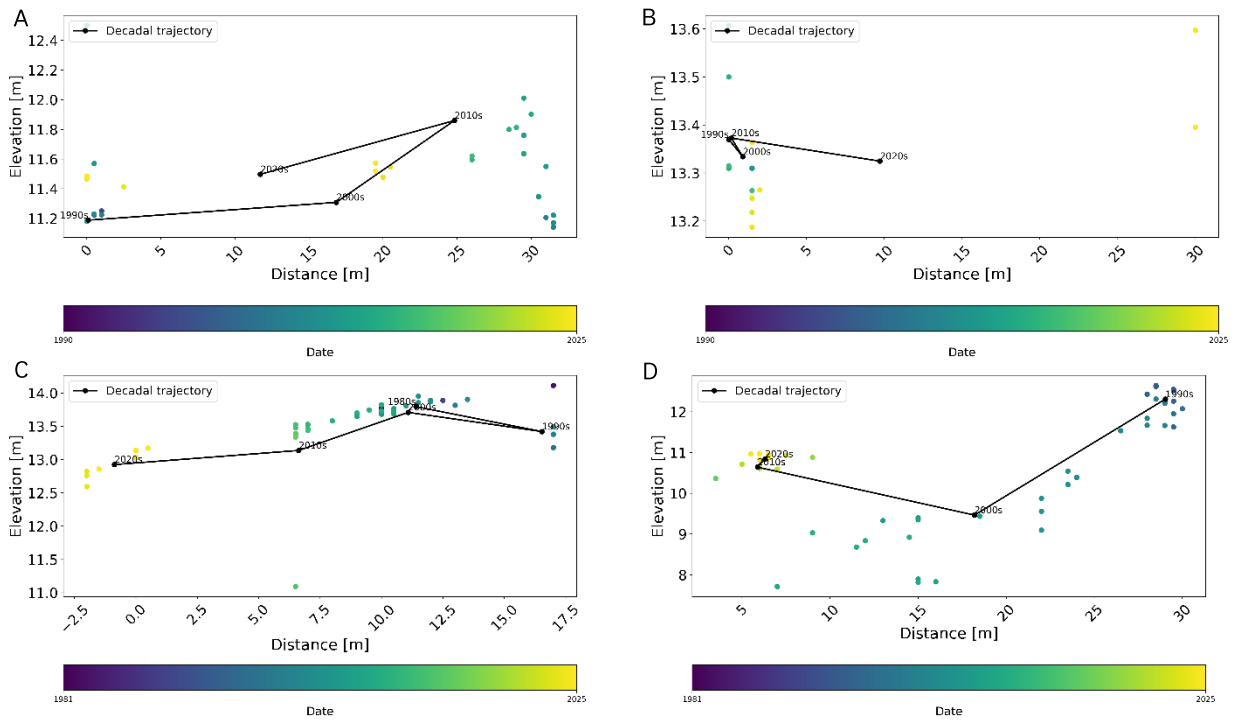 A
Decadal trajectory
12.4
12.2
12.0
11.8
11.6
11.4
11.2
Elevation [m]
1990s
2000s
2010s
2020s
0
5
10
15
20
25
30
Distance [m]
1990
2025
Date
B
Decadal trajectory
13.6
13.5
13.4
13.3
13.2
Elevation [m]
1990s
2010s
2000s
2020s
0
5
10
15
20
25
30
Distance [m]
1990
2025
Date
C
Decadal trajectory
14.0
13.5
13.0
12.5
12.0
11.5
11.0
Elevation [m]
2020s
2010s
1980s
1990s
−2.5
0.0
2.5
5.0
7.5
10.0
12.5
15.0
17.5
Distance [m]
1981
2025
Date
D
Decadal trajectory
12
11
10
9
8
Elevation [m]
2020s
2010s
2000s
1990s
5
10
15
20
25
30
Distance [m]
1981
2025
Date